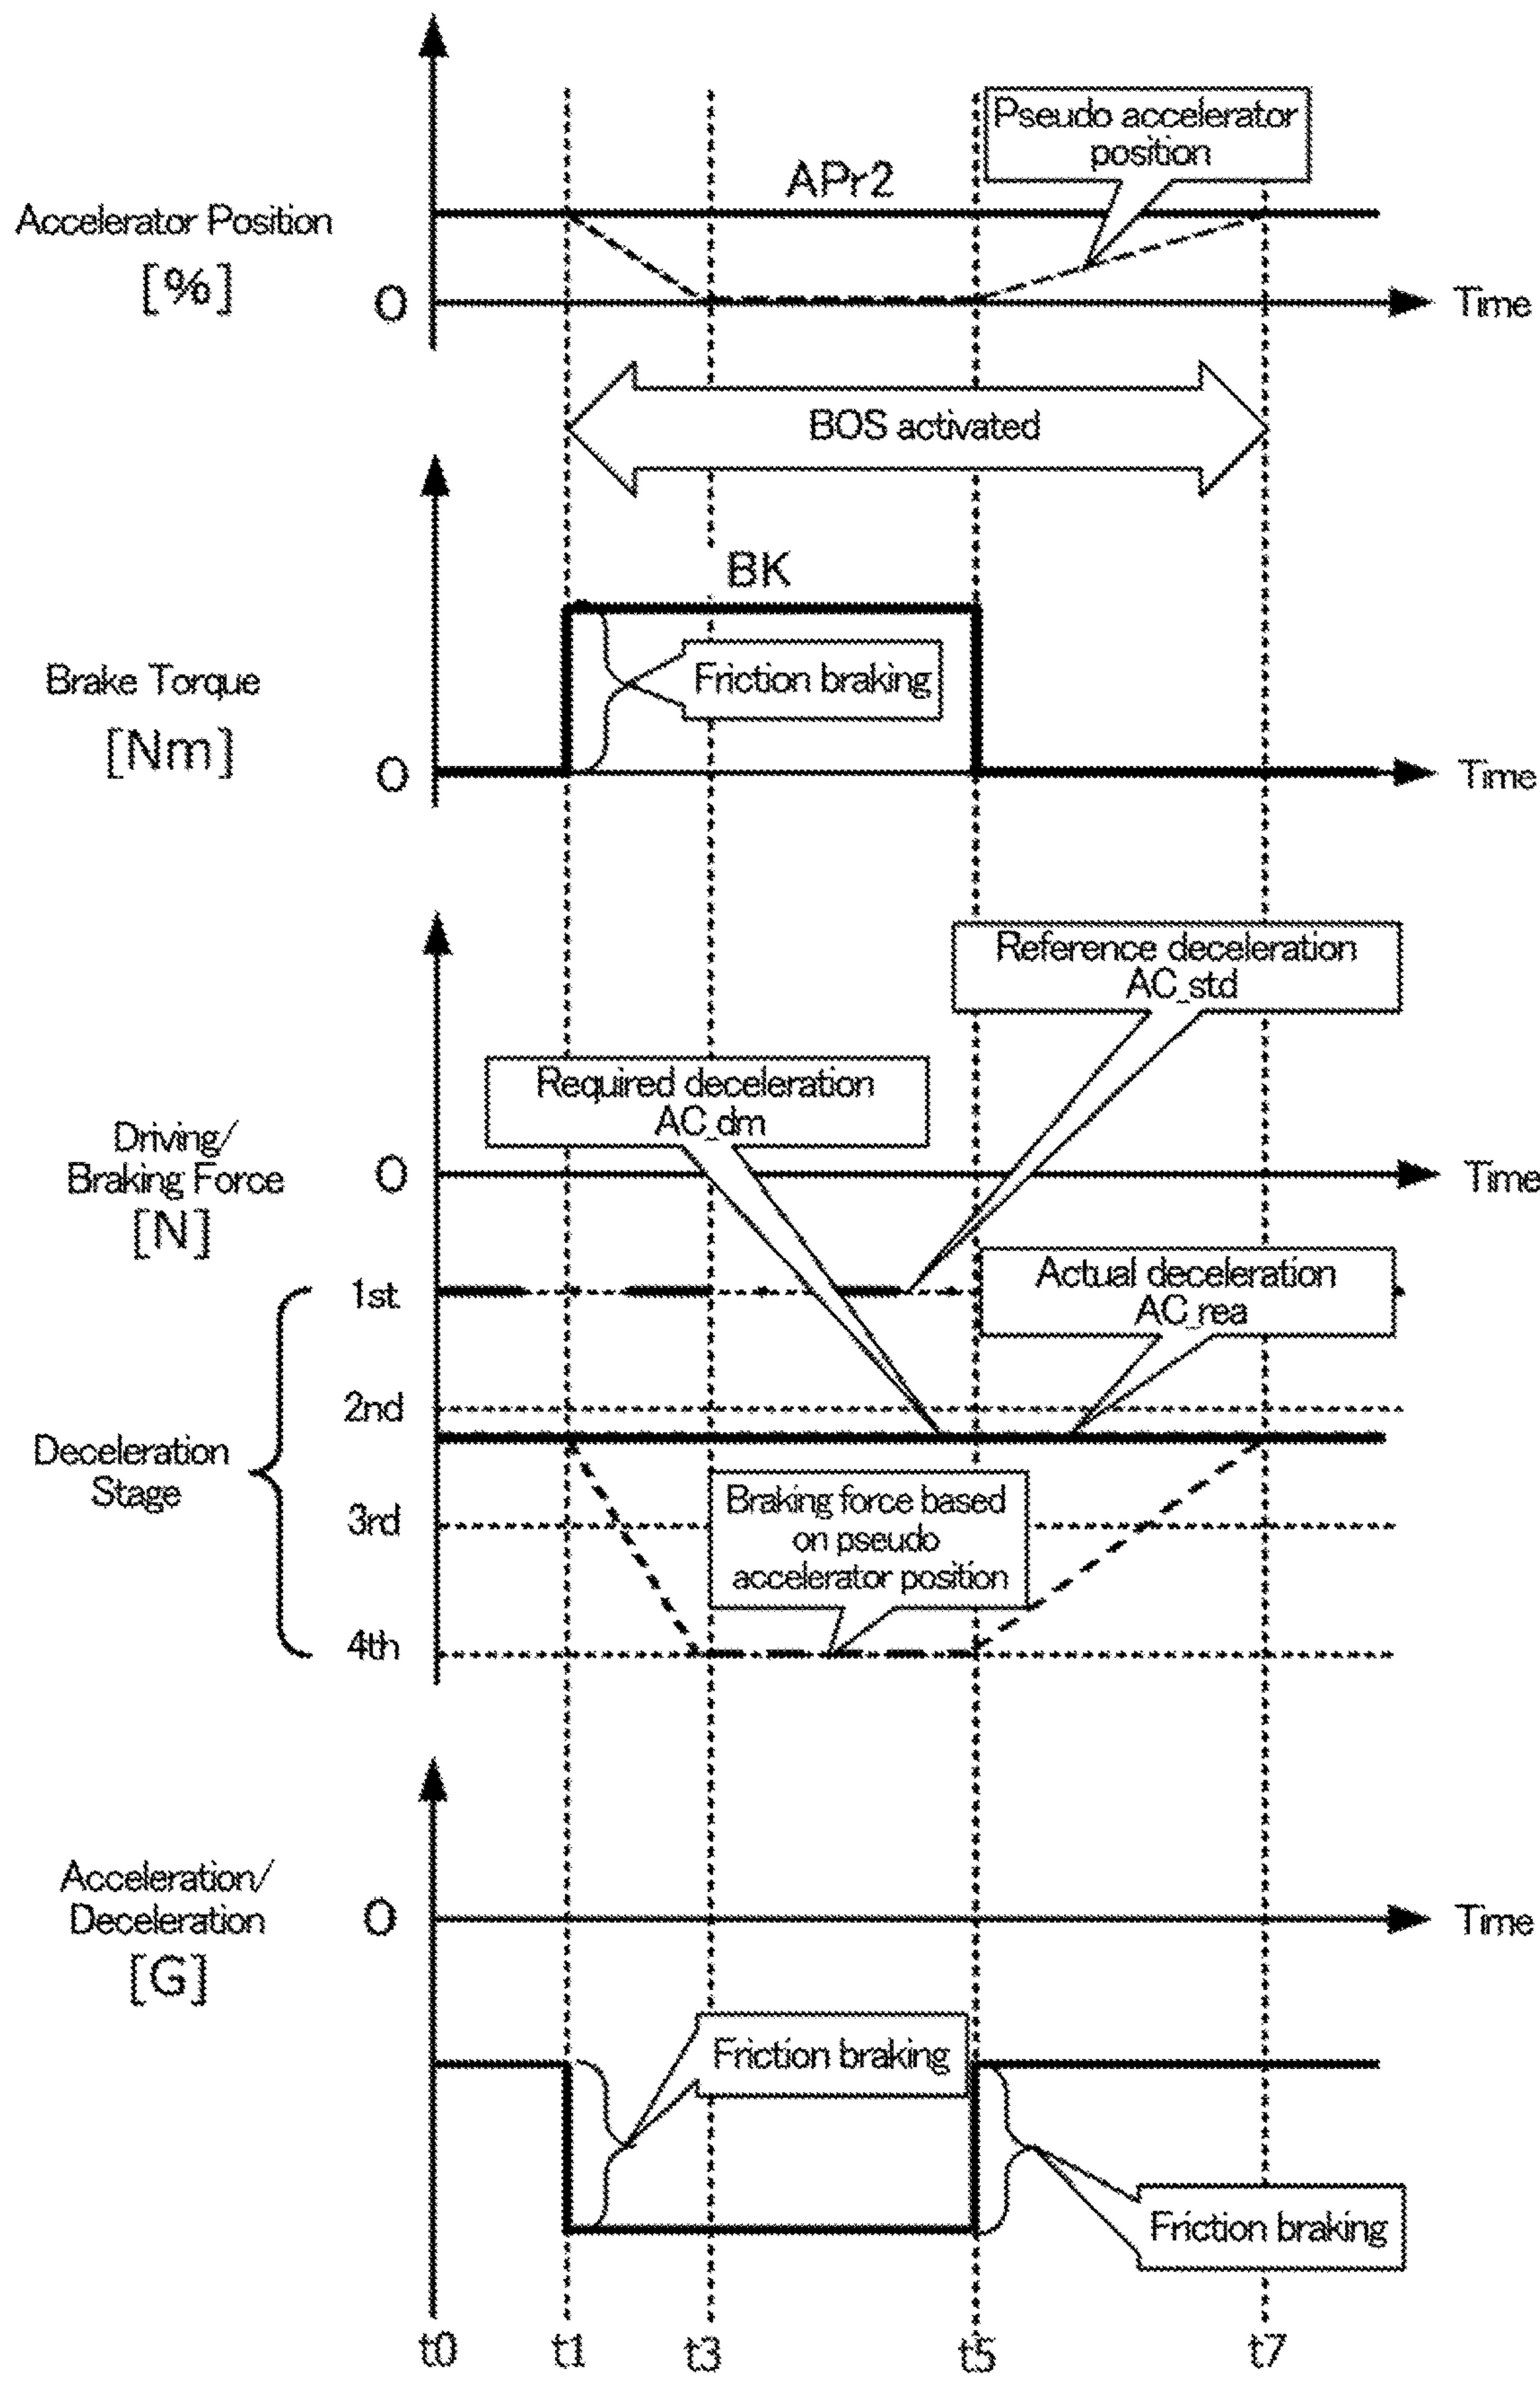 Pseudo accelerator
position
APr2
Accelerator Position
[%]
0
Time
BOS activated
BK
Friction braking
Brake Torque
[Nm]
0
Time
Reference deceleration
AC_std
Required deceleration
AC_dm
Driving/
Braking Force
[N]
0
Time
Actual deceleration
AC_rea
1st
2nd
Deceleration
Stage
3rd
Braking force based
on pseudo
accelerator position
4th
Acceleration/
Deceleration
[G]
0
Time
Friction braking
Friction braking
t0 t1 t3 t5 t7